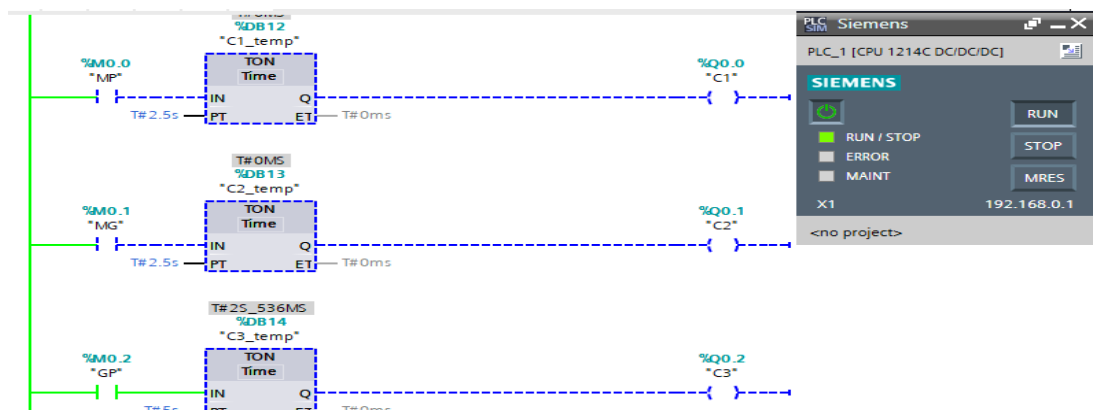 %DB12
"C1_temp"
%M0.0
"MP"
TON
Time
%Q0.0
"C1"
IN
Q
T#2.5s
PT
ET
T#0ms
T#0MS
%DB13
"C2_temp"
%M0.1
"MG"
TON
Time
%Q0.1
"C2"
IN
Q
T#2.5s
PT
ET
T#0ms
T#2S_536MS
%DB14
"C3_temp"
%M0.2
"GP"
TON
Time
%Q0.2
"C3"
IN
Q
PLC SIM Siemens
PLC_1 [CPU 1214C DC/DC/DC]
SIEMENS
RUN
RUN / STOP
STOP
ERROR
MAINT
MRES
X1 192.168.0.1
<no project>